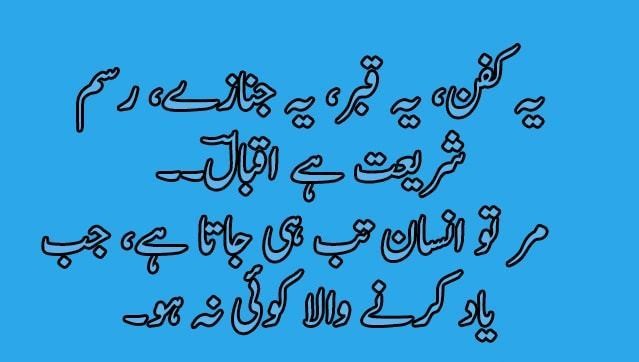 یہ کفن، یہ قبر، یہ جنازے، رسم
شریعت ہے اقبالؔ۔۔
مر تو انسان تب ہی جاتا ہے، جب
یاد کرنے والا کوئی نہ ہو۔